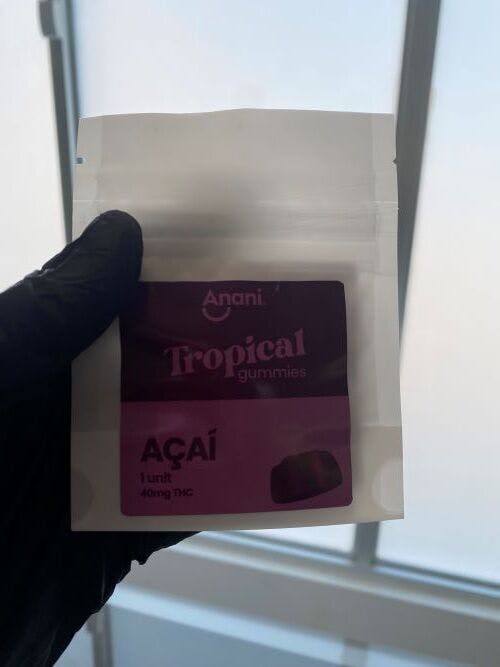 Anani.
Tropical
gummies
AÇAÍ
1 unit
40mg THC